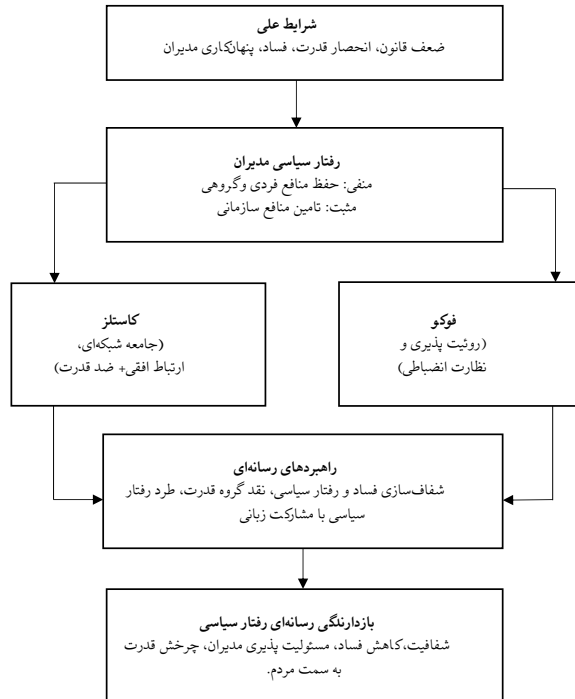 شرایط علی
ضعف قانون، انحصار قدرت، فساد، پنهان‌کاری مدیران
رفتار سیاسی مدیران
منفی: حفظ منافع فردی وگروهی
مثبت: تامین منافع سازمانی
فوکو
(روئیت پذیری و
نظارت انضباطی)
کاستلز
(جامعه شبکه‌ای،
ارتباط افقی+ ضد قدرت)
راهبردهای رسانه‌ای
شفاف‌سازی فساد و رفتار سیاسی، نقد گروه قدرت، طرد رفتار
سیاسی با مشارکت زبانی
بازدارندگی رسانه‌ای رفتار سیاسی
شفافیت،کاهش فساد، مسئولیت پذیری مدیران، چرخش قدرت
به سمت مردم.